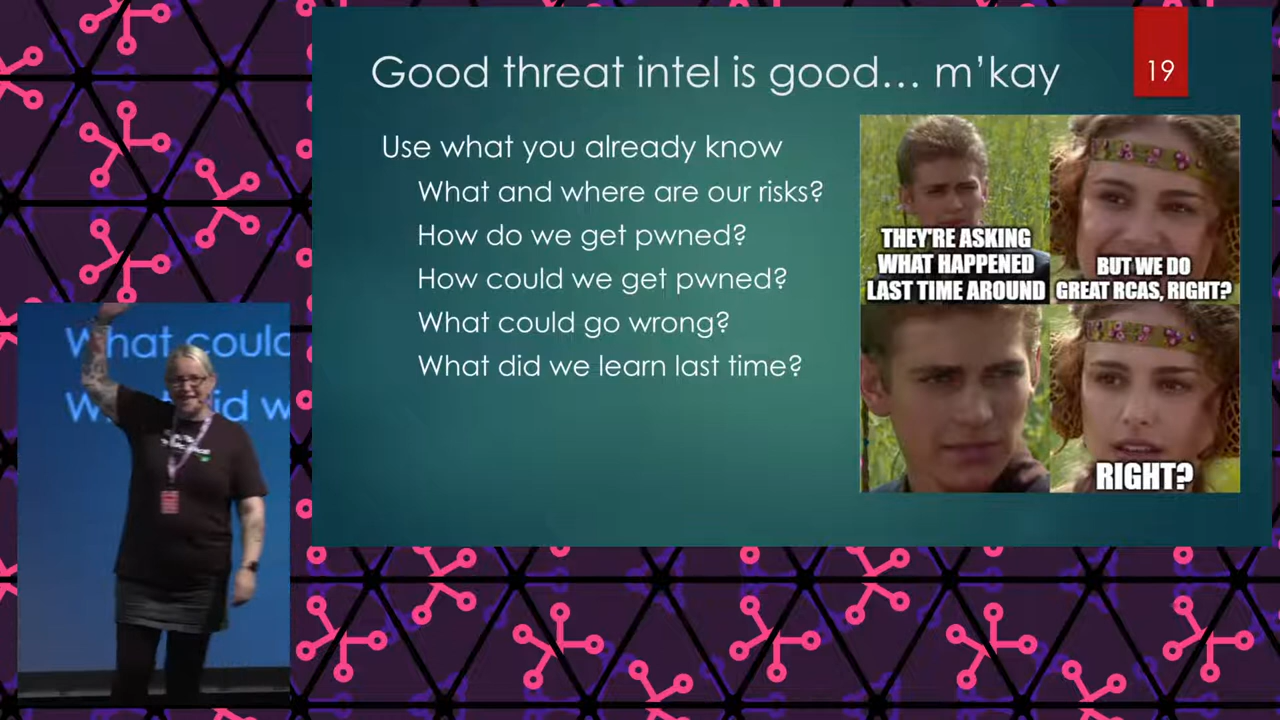 Good threat intel is good... m'kay
19
Use what you already know
What and where are our risks?
How do we get pwned?
How could we get pwned?
What could go wrong?
What did we learn last time?
THEY'RE ASKING
WHAT HAPPENED
LAST TIME AROUND
BUT WE DO
GREAT RCAS, RIGHT?
RIGHT?
What could